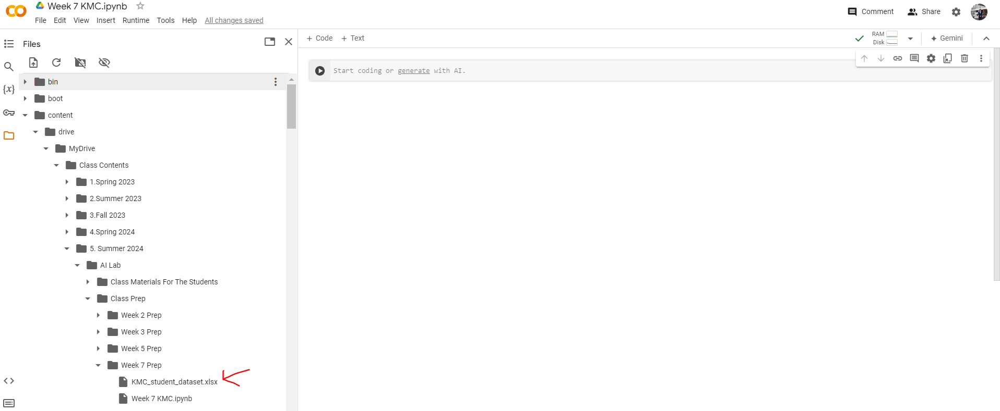 Week 7 KMC.ipynb
File Edit View Insert Runtime Tools Help All changes saved
Comment Share
Files
+ Code + Text
RAM
Disk
Gemini
Start coding or generate with AI.
bin
boot
{x}
content
drive
MyDrive
Class Contents
1.Spring 2023
2.Summer 2023
3.Fall 2023
4.Spring 2024
5. Summer 2024
AI Lab
Class Materials For The Students
Class Prep
Week 2 Prep
Week 3 Prep
Week 5 Prep
Week 7 Prep
KMC_student_dataset.xlsx
Week 7 KMC.ipynb